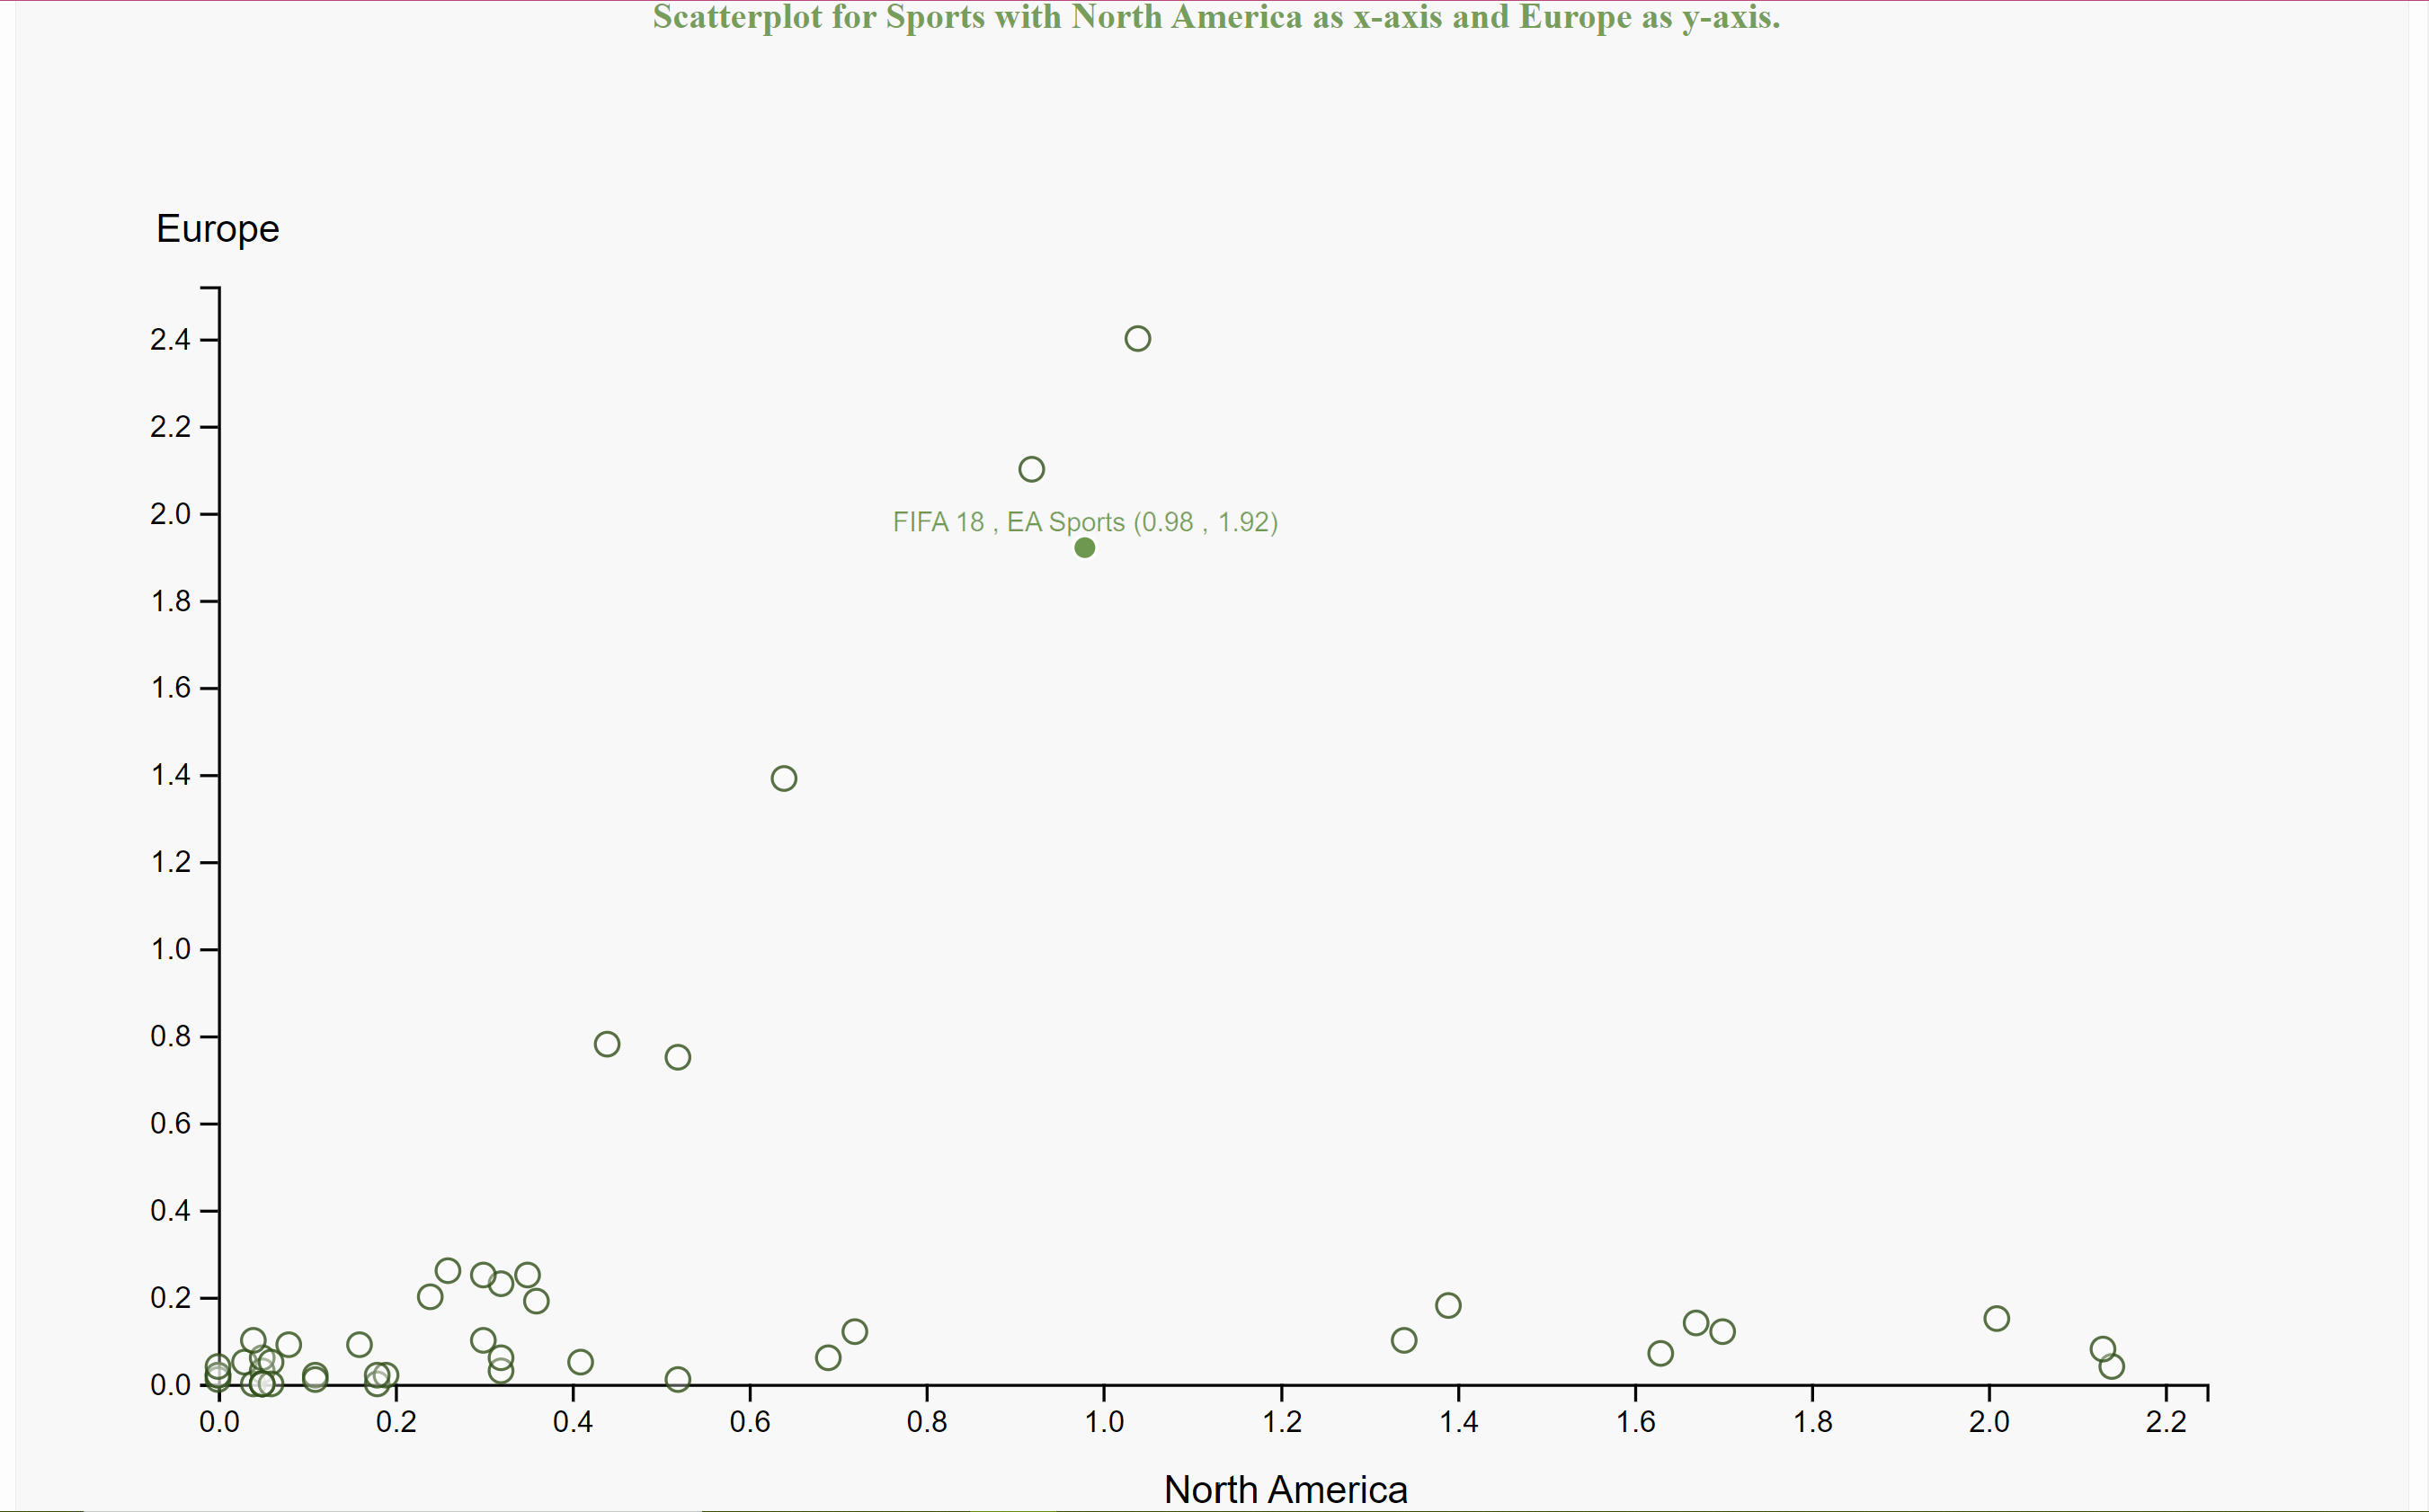 Scatterplot for Sports with North America as x-axis and Europe as y-axis.
Europe
2.4
2.2
2.0
FIFA 18 , EA Sports (0.98 , 1.92)
1.8
1.6
1.4
1.2
1.0
0.8
0.6
0.4
0.2
0.0
0.0 0.2 0.4 0.6 0.8 1.0 1.2 1.4 1.6 1.8 2.0 2.2
North America